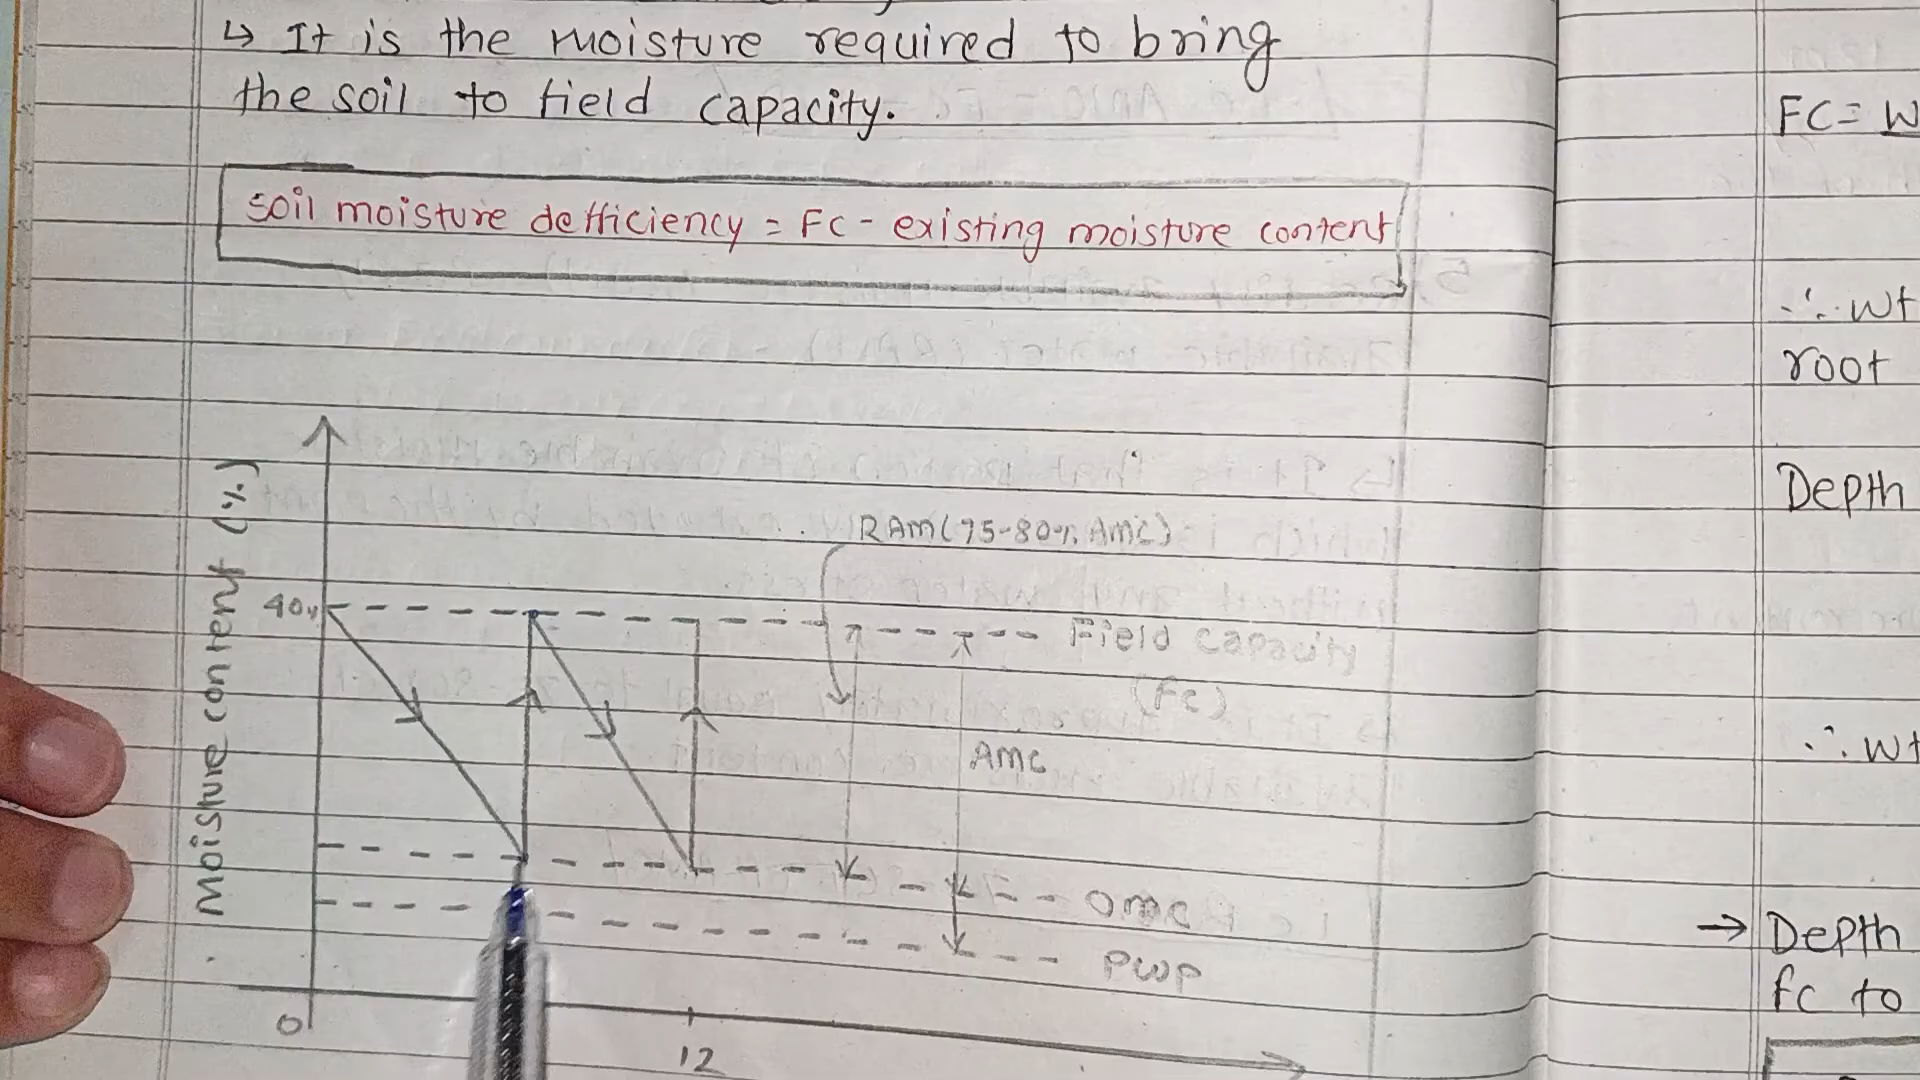 ↳ It is the moisture required to bring
the soil to field capacity.
soil moisture defficiency = FC - existing moisture content
Moisture content (%)
RAM (75-80% AMC)
40%
Field capacity
(Fc)
AMC
OMC
PWP
0
12
FC =
∴ wt
root
Depth
∴ wt
→ Depth
fc to